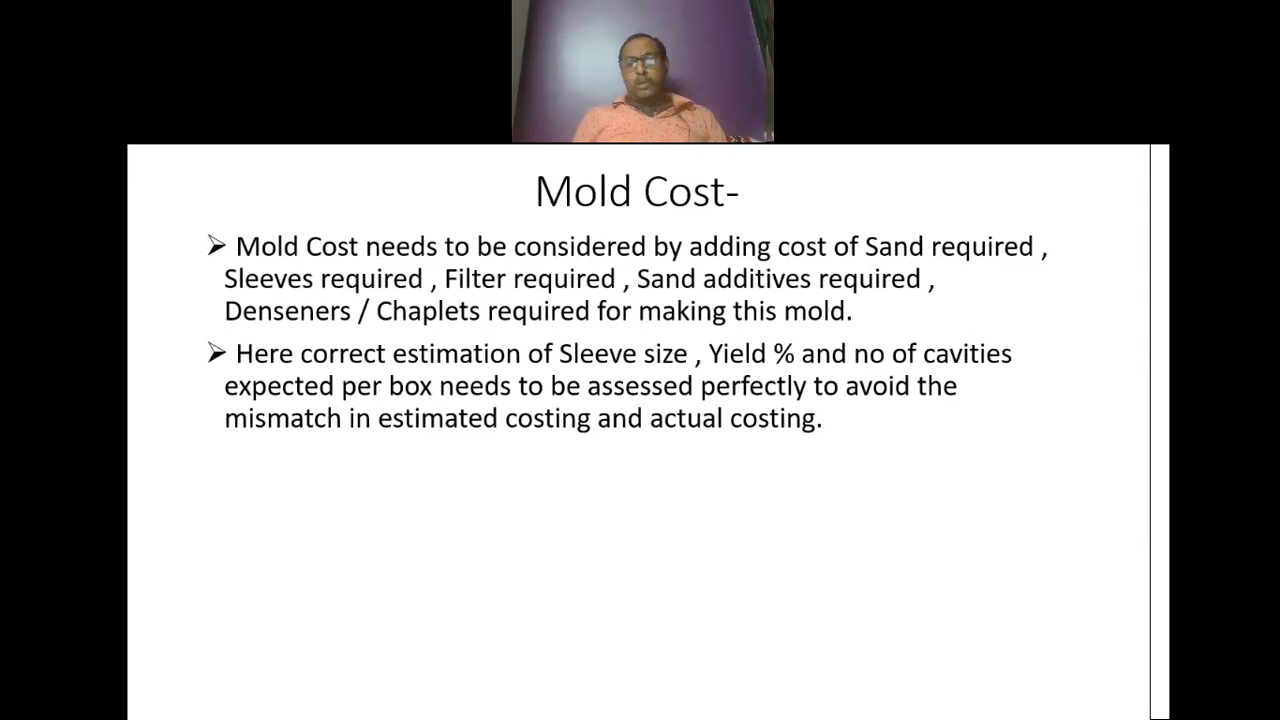 Mold Cost-
➢ Mold Cost needs to be considered by adding cost of Sand required ,
Sleeves required , Filter required , Sand additives required ,
Denseners / Chaplets required for making this mold.
➢ Here correct estimation of Sleeve size , Yield % and no of cavities
expected per box needs to be assessed perfectly to avoid the
mismatch in estimated costing and actual costing.